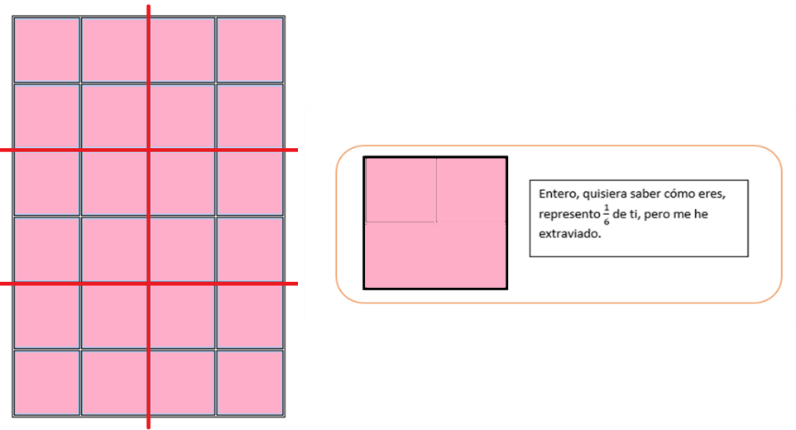 Entero, quisiera saber cómo eres,
represento 1/6 de ti, pero me he
extraviado.